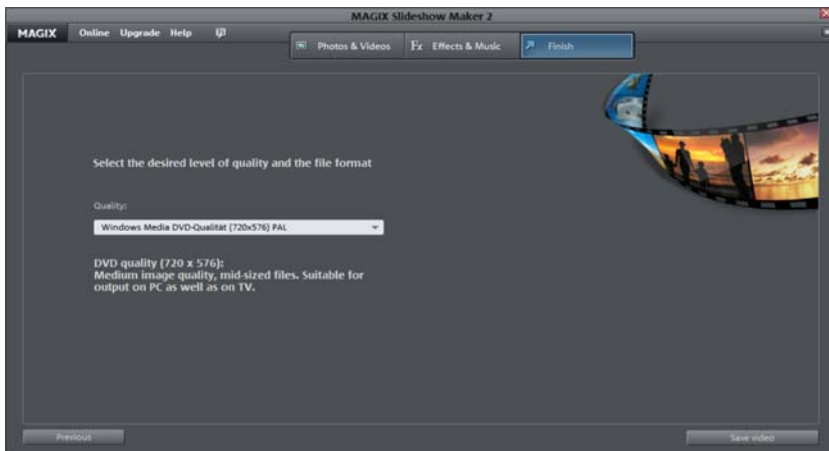 MAGIX Slideshow Maker 2
MAGIX Online Upgrade Help
Photos & Videos Fx Effects & Music Finish
Select the desired level of quality and the file format
Quality:
Windows Media DVD-Qualität (720x576) PAL
DVD quality (720 x 576):
Medium image quality, mid-sized files. Suitable for
output on PC as well as on TV.
Previous Save video